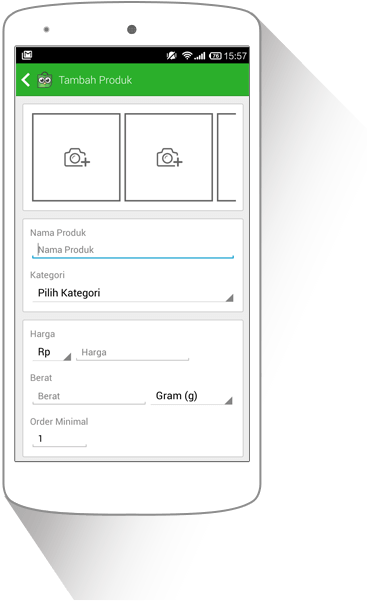 76 15:57
Tambah Produk
Nama Produk
Nama Produk
Kategori
Pilih Kategori
Harga
Rp Harga
Berat
Berat Gram (g)
Order Minimal
1